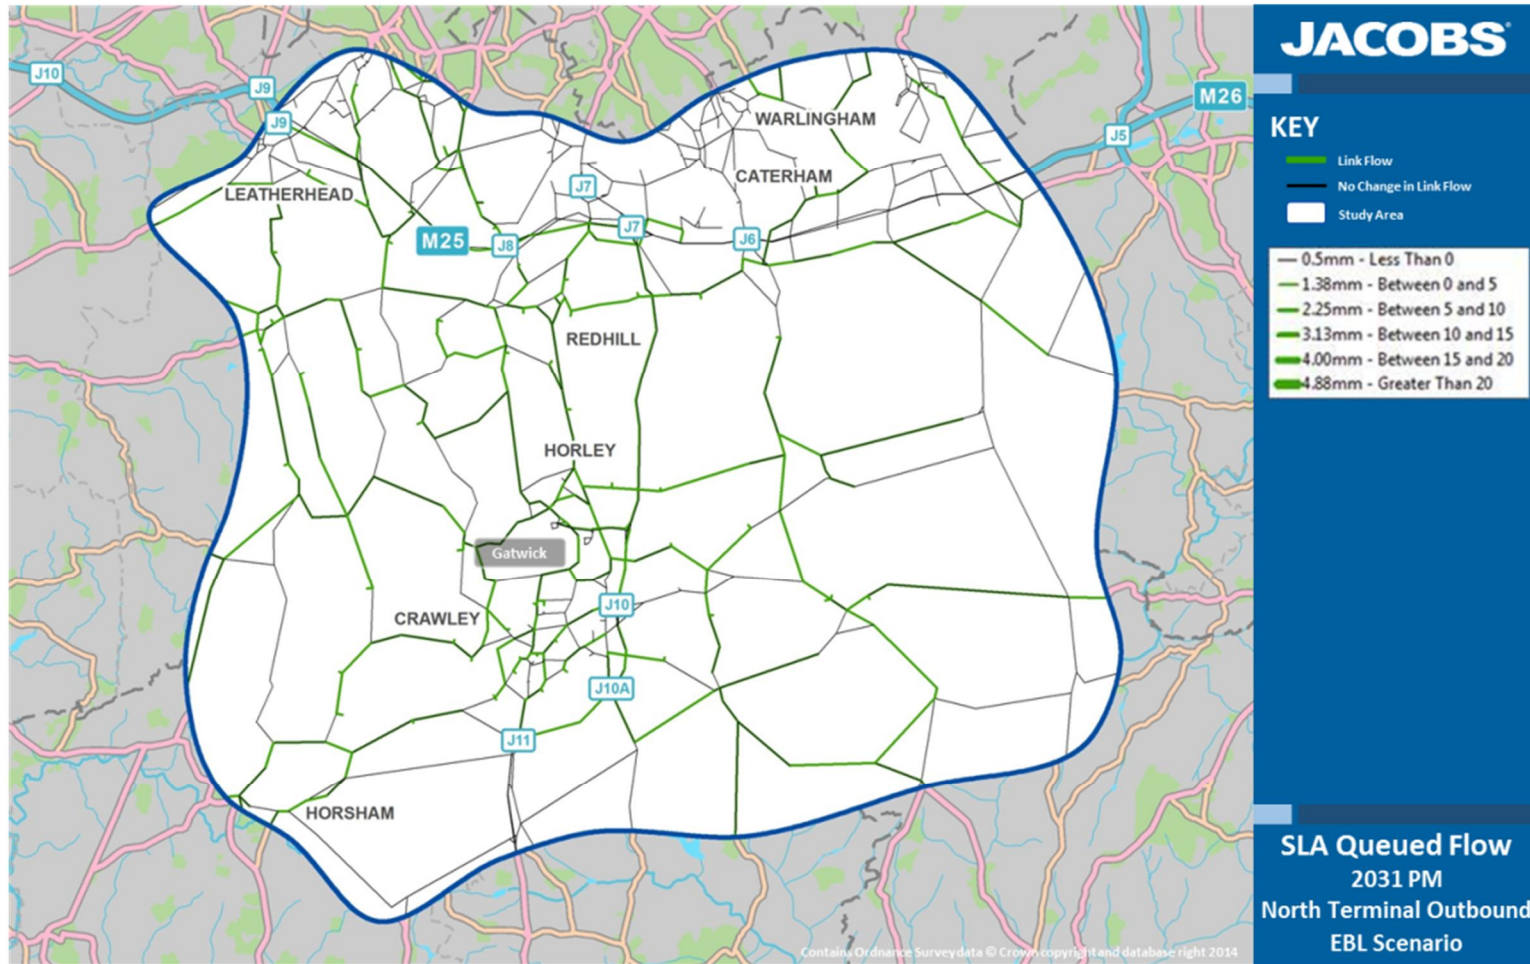 JACOBS
KEY
Link Flow
No Change in Link Flow
Study Area
0.5mm - Less Than 0
1.38mm - Between 0 and 5
2.25mm - Between 5 and 10
3.13mm - Between 10 and 15
4.00mm - Between 15 and 20
4.88mm - Greater Than 20
SLA Queued Flow
2031 PM
North Terminal Outbound
EBL Scenario
J10
J9
J9
M26
J5
WARLINGHAM
CATERHAM
J7
LEATHERHEAD
J7
M25
J8
J6
REDHILL
HORLEY
Gatwick
J10
CRAWLEY
J10A
J11
HORSHAM
Contains Ordnance Survey data © Crown copyright and database right 2014